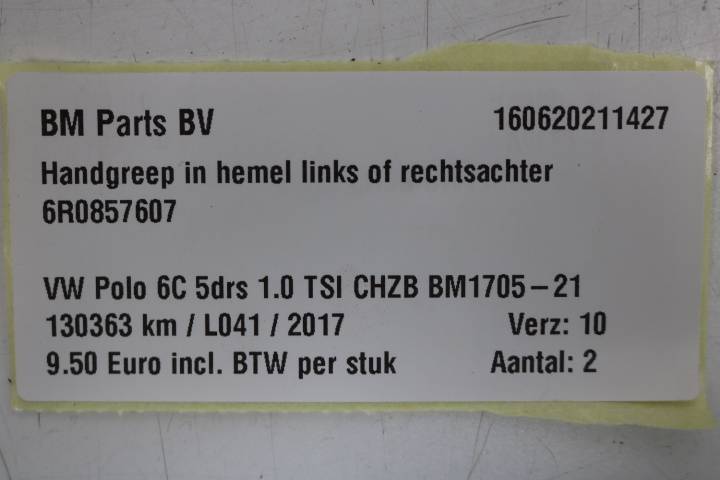 BM Parts BV 160620211427
Handgreep in hemel links of rechtsachter
6R0857607
VW Polo 6C 5drs 1.0 TSI CHZB BM1705-21
130363 km / L041 / 2017 Verz: 10
9.50 Euro incl. BTW per stuk Aantal: 2